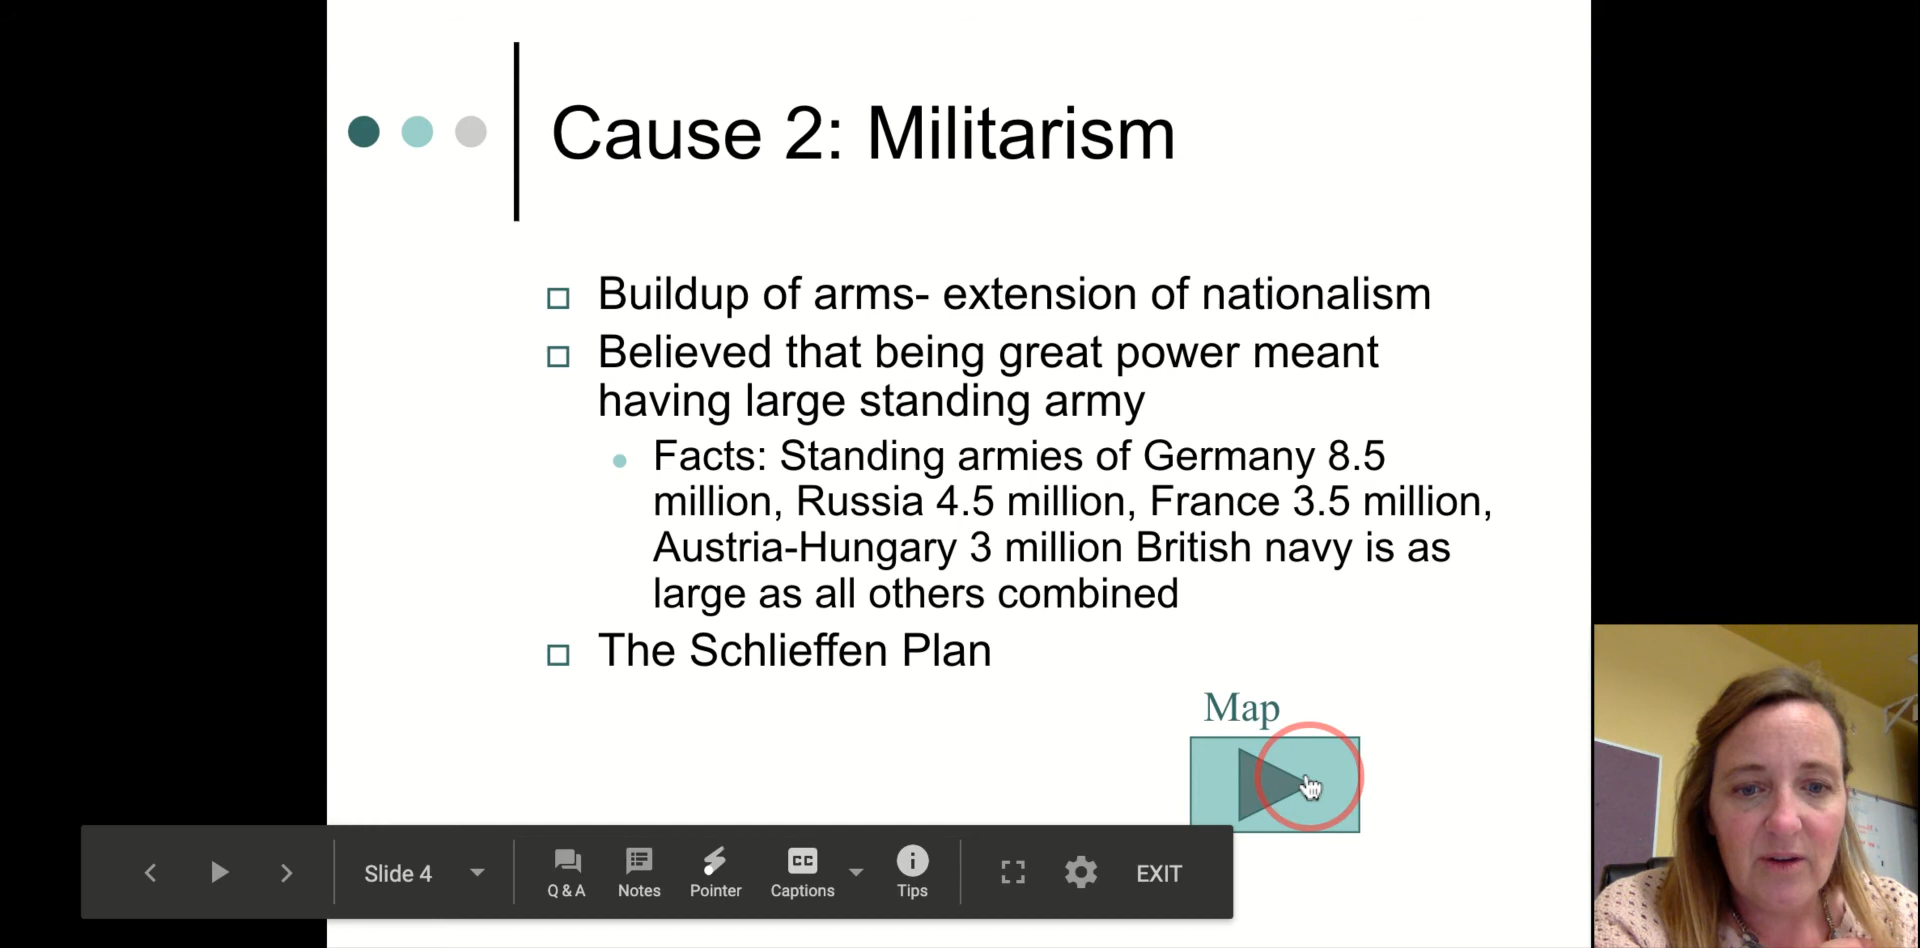 Cause 2: Militarism
Buildup of arms- extension of nationalism
Believed that being great power meant
having large standing army
Facts: Standing armies of Germany 8.5
million, Russia 4.5 million, France 3.5 million,
Austria-Hungary 3 million British navy is as
large as all others combined
The Schlieffen Plan
Map
Slide 4
Q & A
Notes
Pointer
CC
Captions
Tips
EXIT